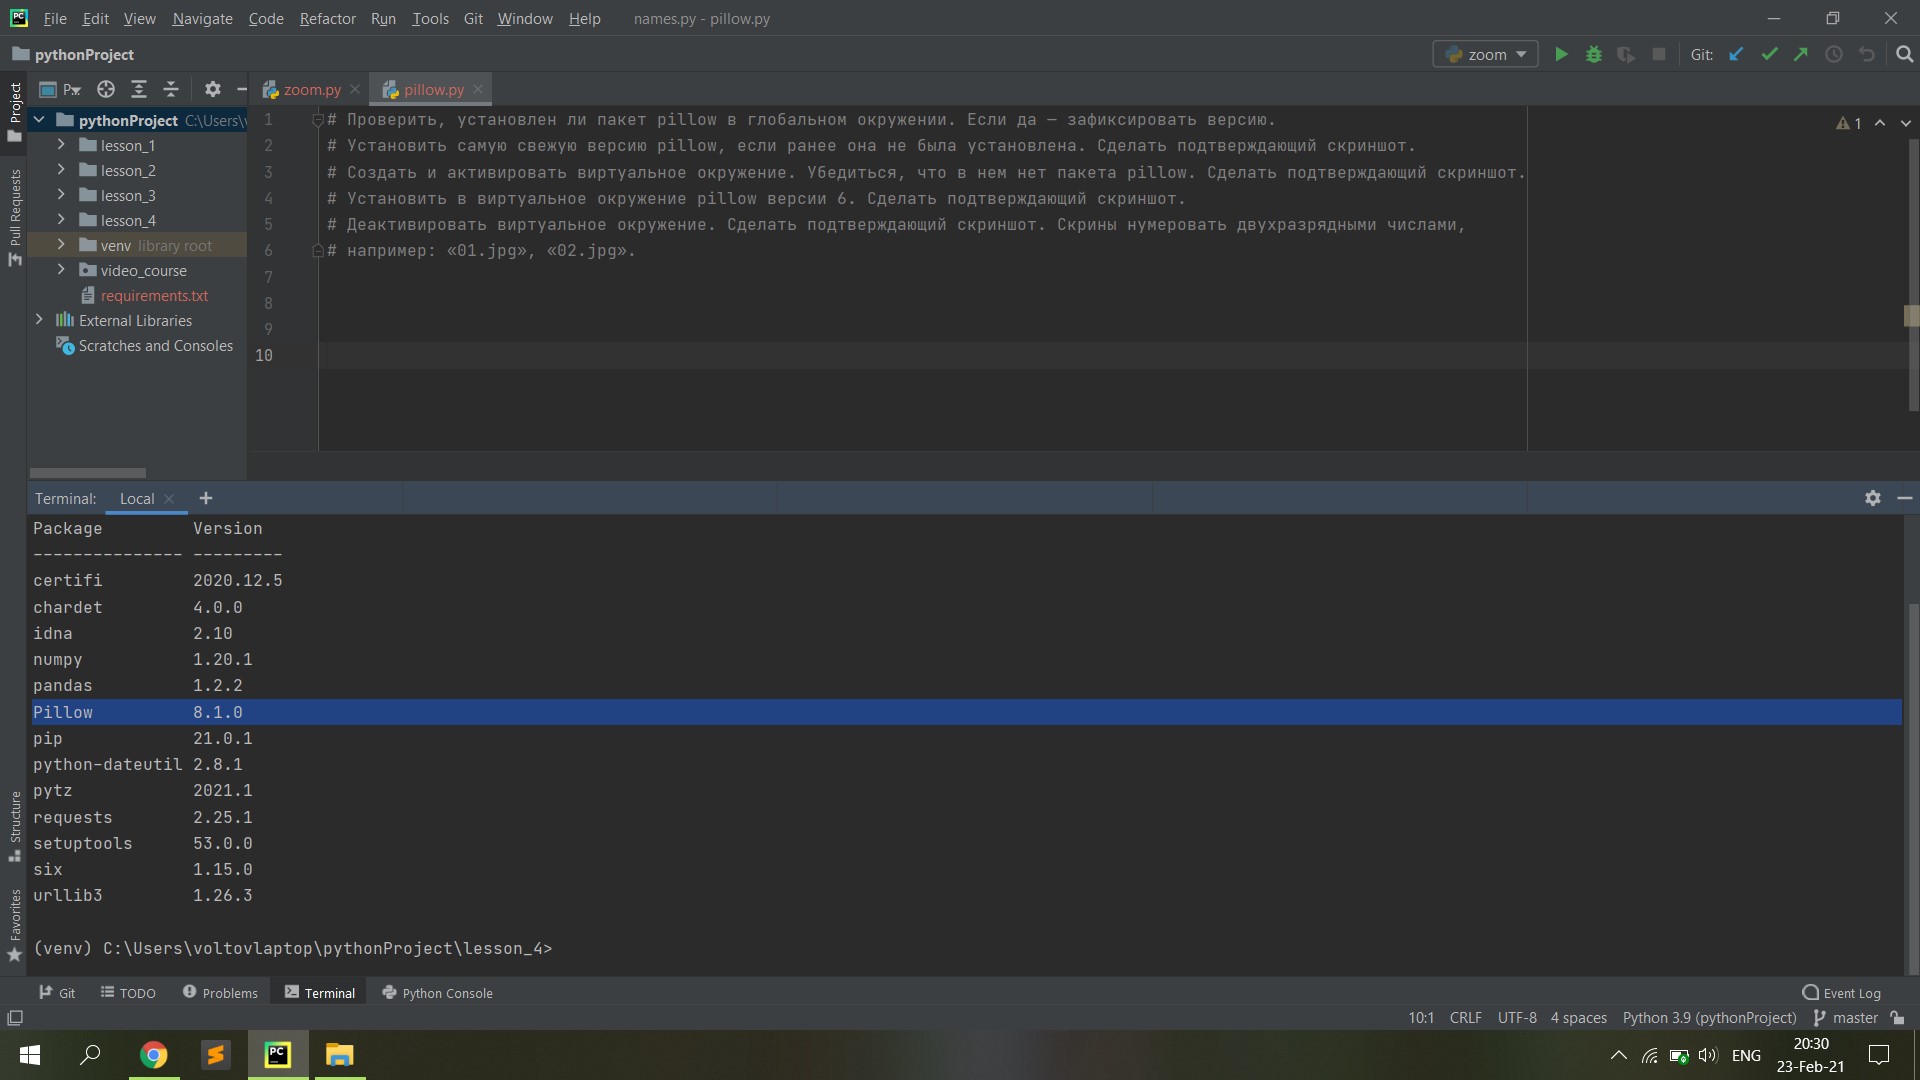 File Edit View Navigate Code Refactor Run Tools Git Window Help names.py - pillow.py
pythonProject zoom Git:
P zoom.py pillow.py
Project
Pull Requests
Structure
Favorites
pythonProject C:\Users\
lesson_1
lesson_2
lesson_3
lesson_4
venv library root
video_course
requirements.txt
External Libraries
Scratches and Consoles
1 # Проверить, установлен ли пакет pillow в глобальном окружении. Если да — зафиксировать версию.
2 # Установить самую свежую версию pillow, если ранее она не была установлена. Сделать подтверждающий скриншот.
3 # Создать и активировать виртуальное окружение. Убедиться, что в нем нет пакета pillow. Сделать подтверждающий скриншот.
4 # Установить в виртуальное окружение pillow версии 6. Сделать подтверждающий скриншот.
5 # Деактивировать виртуальное окружение. Сделать подтверждающий скриншот. Скрины нумеровать двухразрядными числами,
6 # например: «01.jpg», «02.jpg».
7
8
9
10
1
Terminal: Local
Package Version
--------------- ---------
certifi 2020.12.5
chardet 4.0.0
idna 2.10
numpy 1.20.1
pandas 1.2.2
Pillow 8.1.0
pip 21.0.1
python-dateutil 2.8.1
pytz 2021.1
requests 2.25.1
setuptools 53.0.0
six 1.15.0
urllib3 1.26.3
(venv) C:\Users\voltovlaptop\pythonProject\lesson_4>
Git TODO Problems Terminal Python Console Event Log
10:1 CRLF UTF-8 4 spaces Python 3.9 (pythonProject) master
ENG
20:30
23-Feb-21